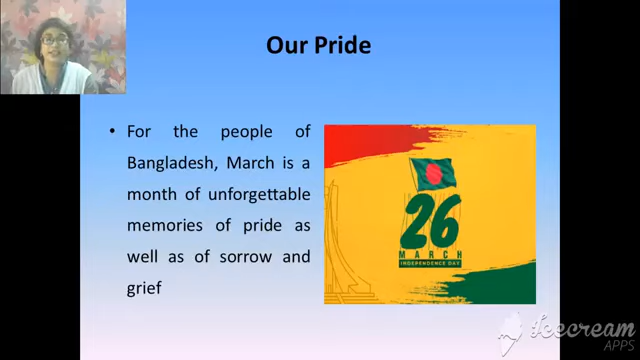 Our Pride
• For the people of
Bangladesh, March is a
month of unforgettable
memories of pride as
well as of sorrow and
grief
26
MARCH
INDEPENDENCE DAY
Icecream
APPS